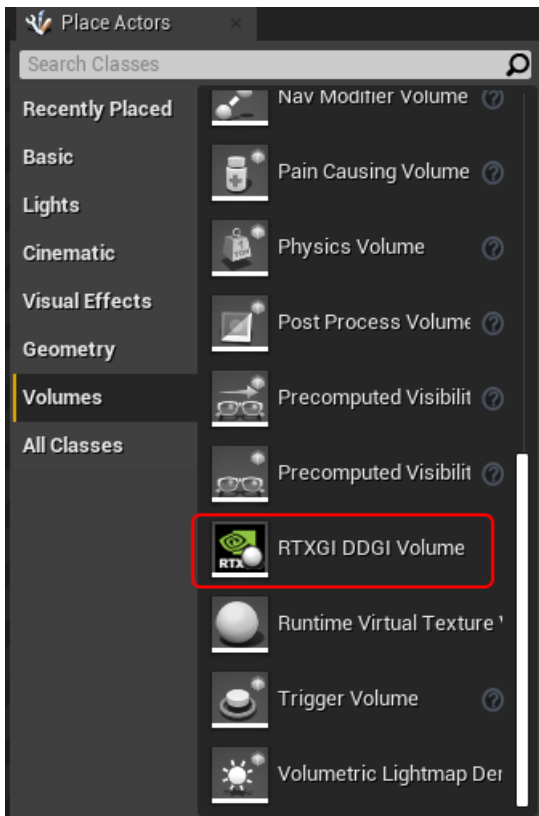 Place Actors
Search Classes
Recently Placed
Basic
Lights
Cinematic
Visual Effects
Geometry
Volumes
All Classes
Nav Modifier Volume
Pain Causing Volume
Physics Volume
Post Process Volume
Precomputed Visibilit
Precomputed Visibilit
RTXGI DDGI Volume
Runtime Virtual Texture
Trigger Volume
Volumetric Lightmap Der
RTX